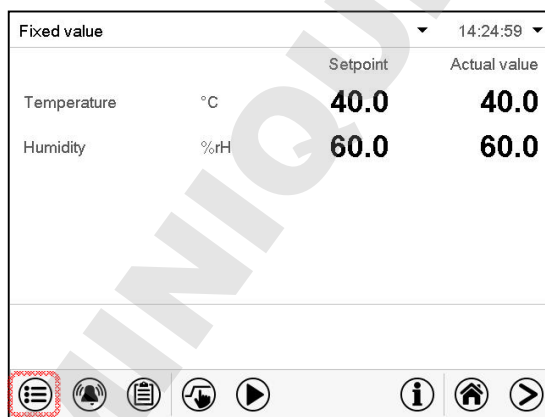 Fixed value 14:24:59
Setpoint Actual value
Temperature °C 40.0 40.0
Humidity %rH 60.0 60.0